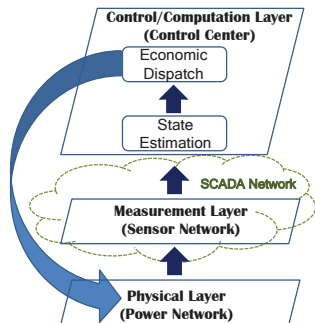 Control/Computation Layer
(Control Center)
Economic
Dispatch
State
Estimation
SCADA Network
Measurement Layer
(Sensor Network)
Physical Layer
(Power Network)